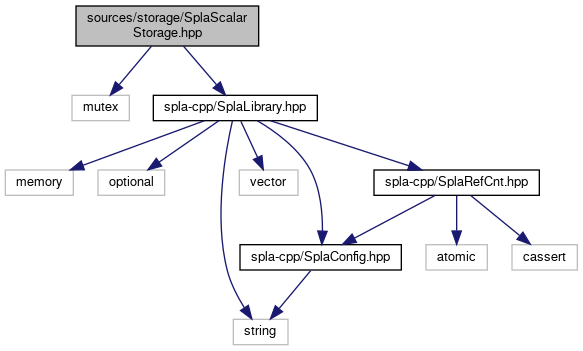 sources/storage/SplaScalar
Storage.hpp
mutex
spla-cpp/SplaLibrary.hpp
memory
optional
vector
spla-cpp/SplaRefCnt.hpp
spla-cpp/SplaConfig.hpp
atomic
cassert
string